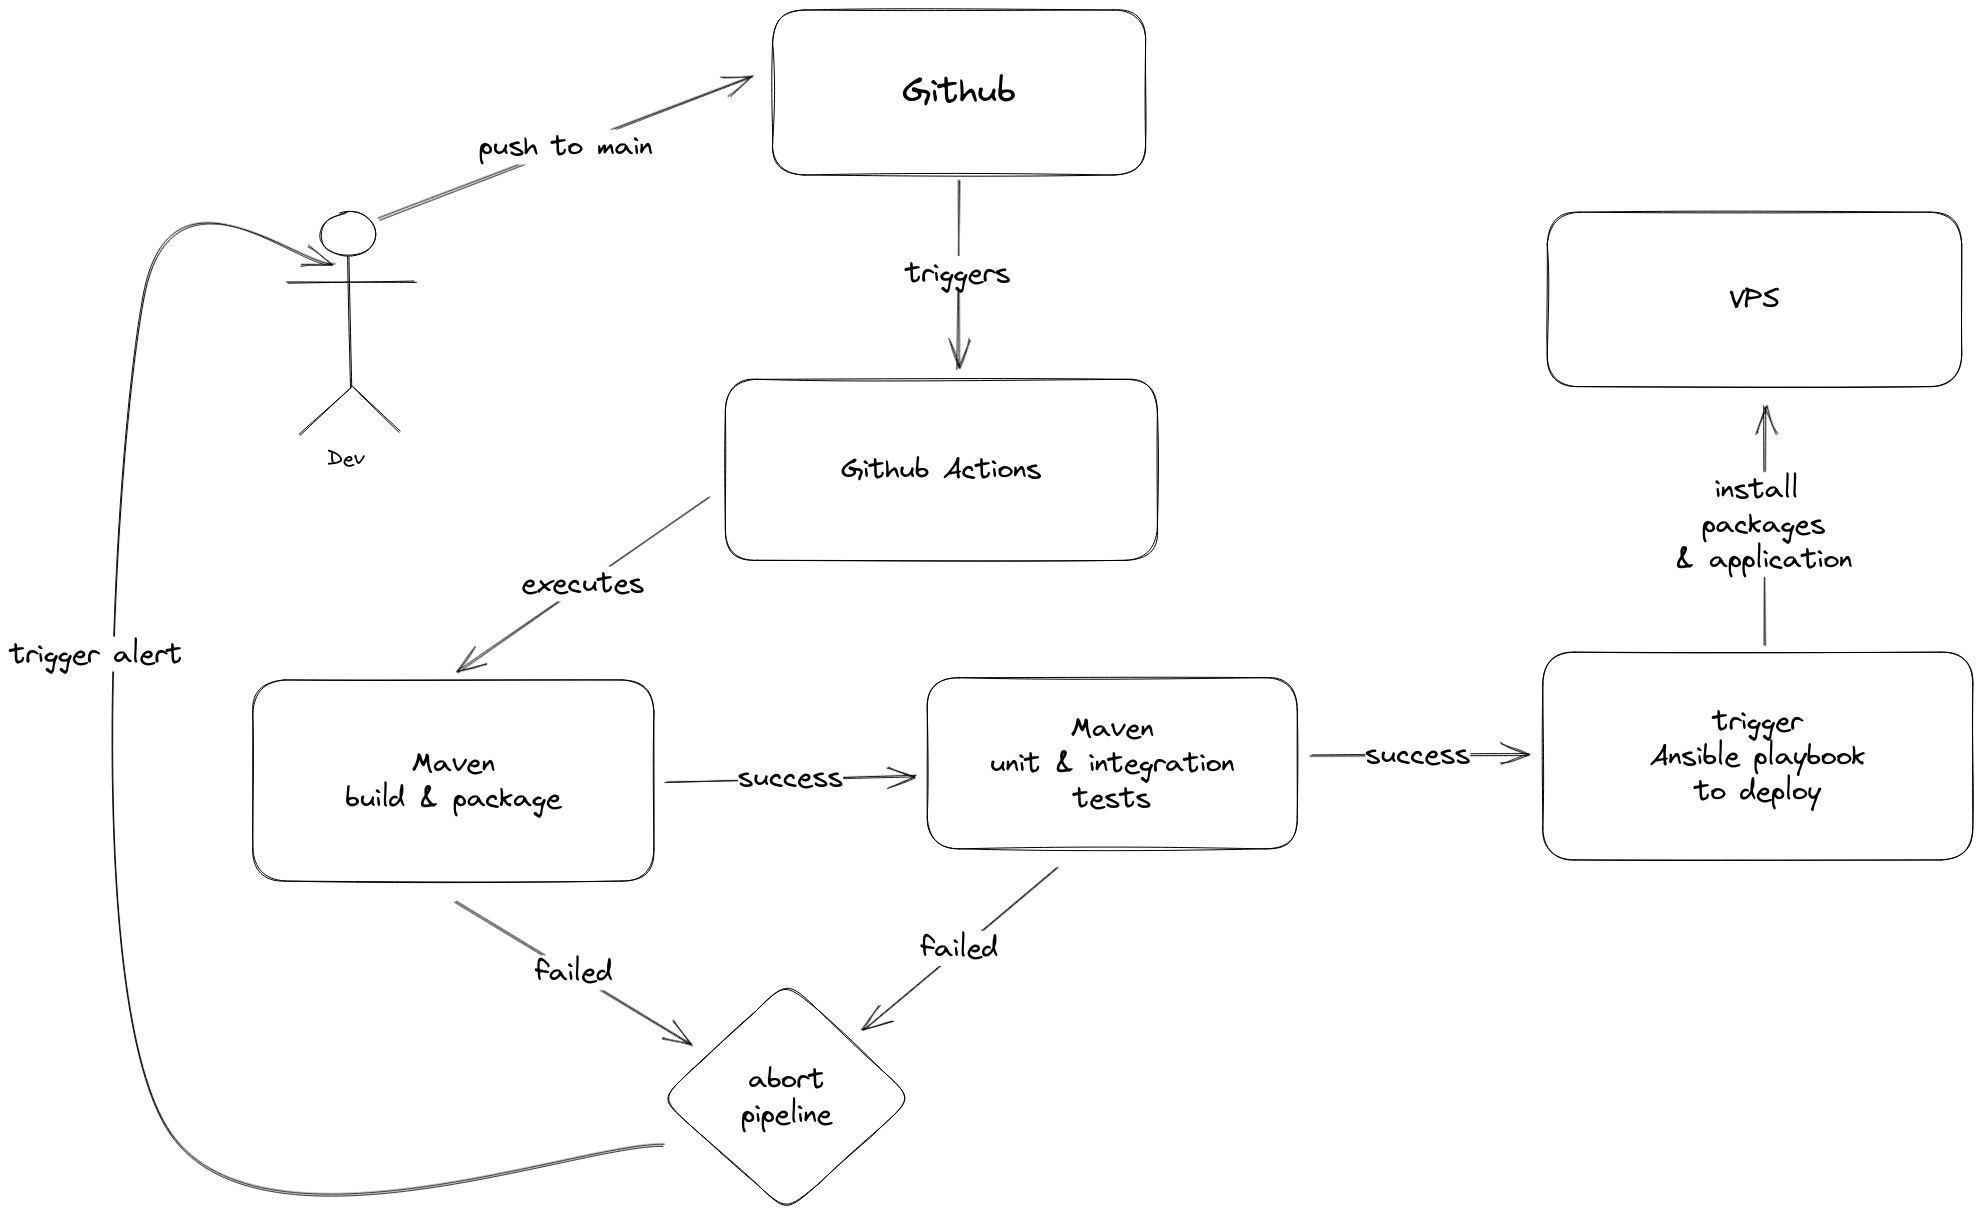 Github
push to main
triggers
VPS
Dev
Github Actions
install
packages
& application
executes
trigger alert
Maven
build & package
success
Maven
unit & integration
tests
success
trigger
Ansible playbook
to deploy
failed
failed
abort
pipeline